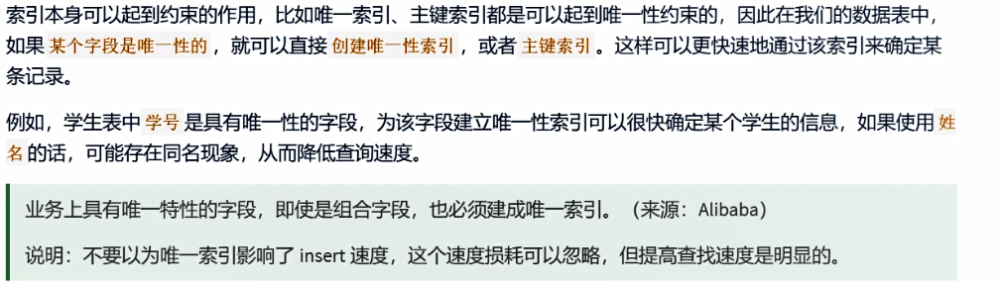 索引本身可以起到约束的作用，比如唯一索引、主键索引都是可以起到唯一性约束的，因此在我们的数据表中，
如果 某个字段是唯一性的 ，就可以直接 创建唯一性索引 ，或者 主键索引 。这样可以更快速地通过该索引来确定某
条记录。
例如，学生表中 学号 是具有唯一性的字段，为该字段建立唯一性索引可以很快确定某个学生的信息，如果使用 姓
名 的话，可能存在同名现象，从而降低查询速度。
业务上具有唯一特性的字段，即使是组合字段，也必须建成唯一索引。（来源：Alibaba）
说明：不要以为唯一索引影响了 insert 速度，这个速度损耗可以忽略，但提高查找速度是明显的。